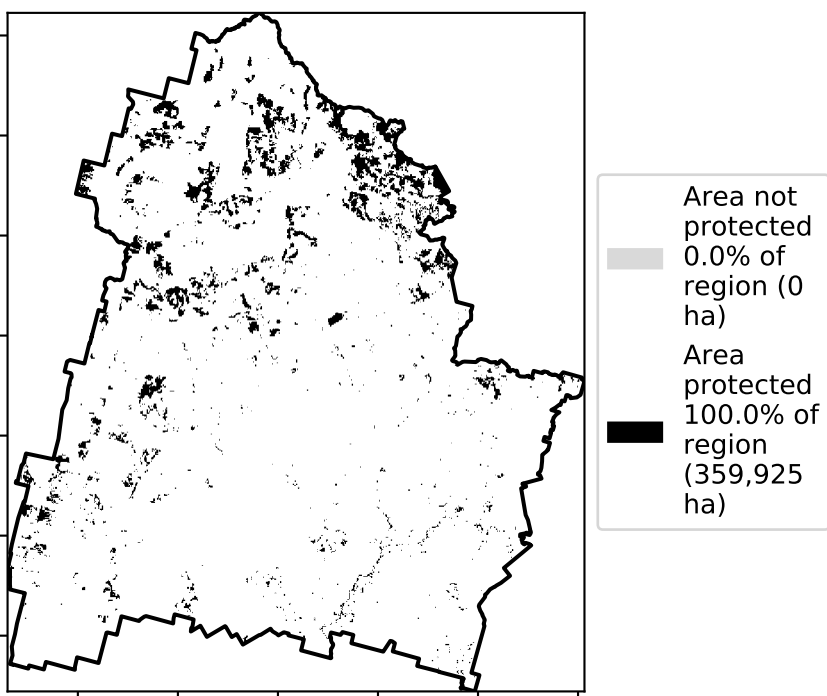 Area not
protected
0.0% of
region (0
ha)
Area
protected
100.0% of
region
(359,925
ha)